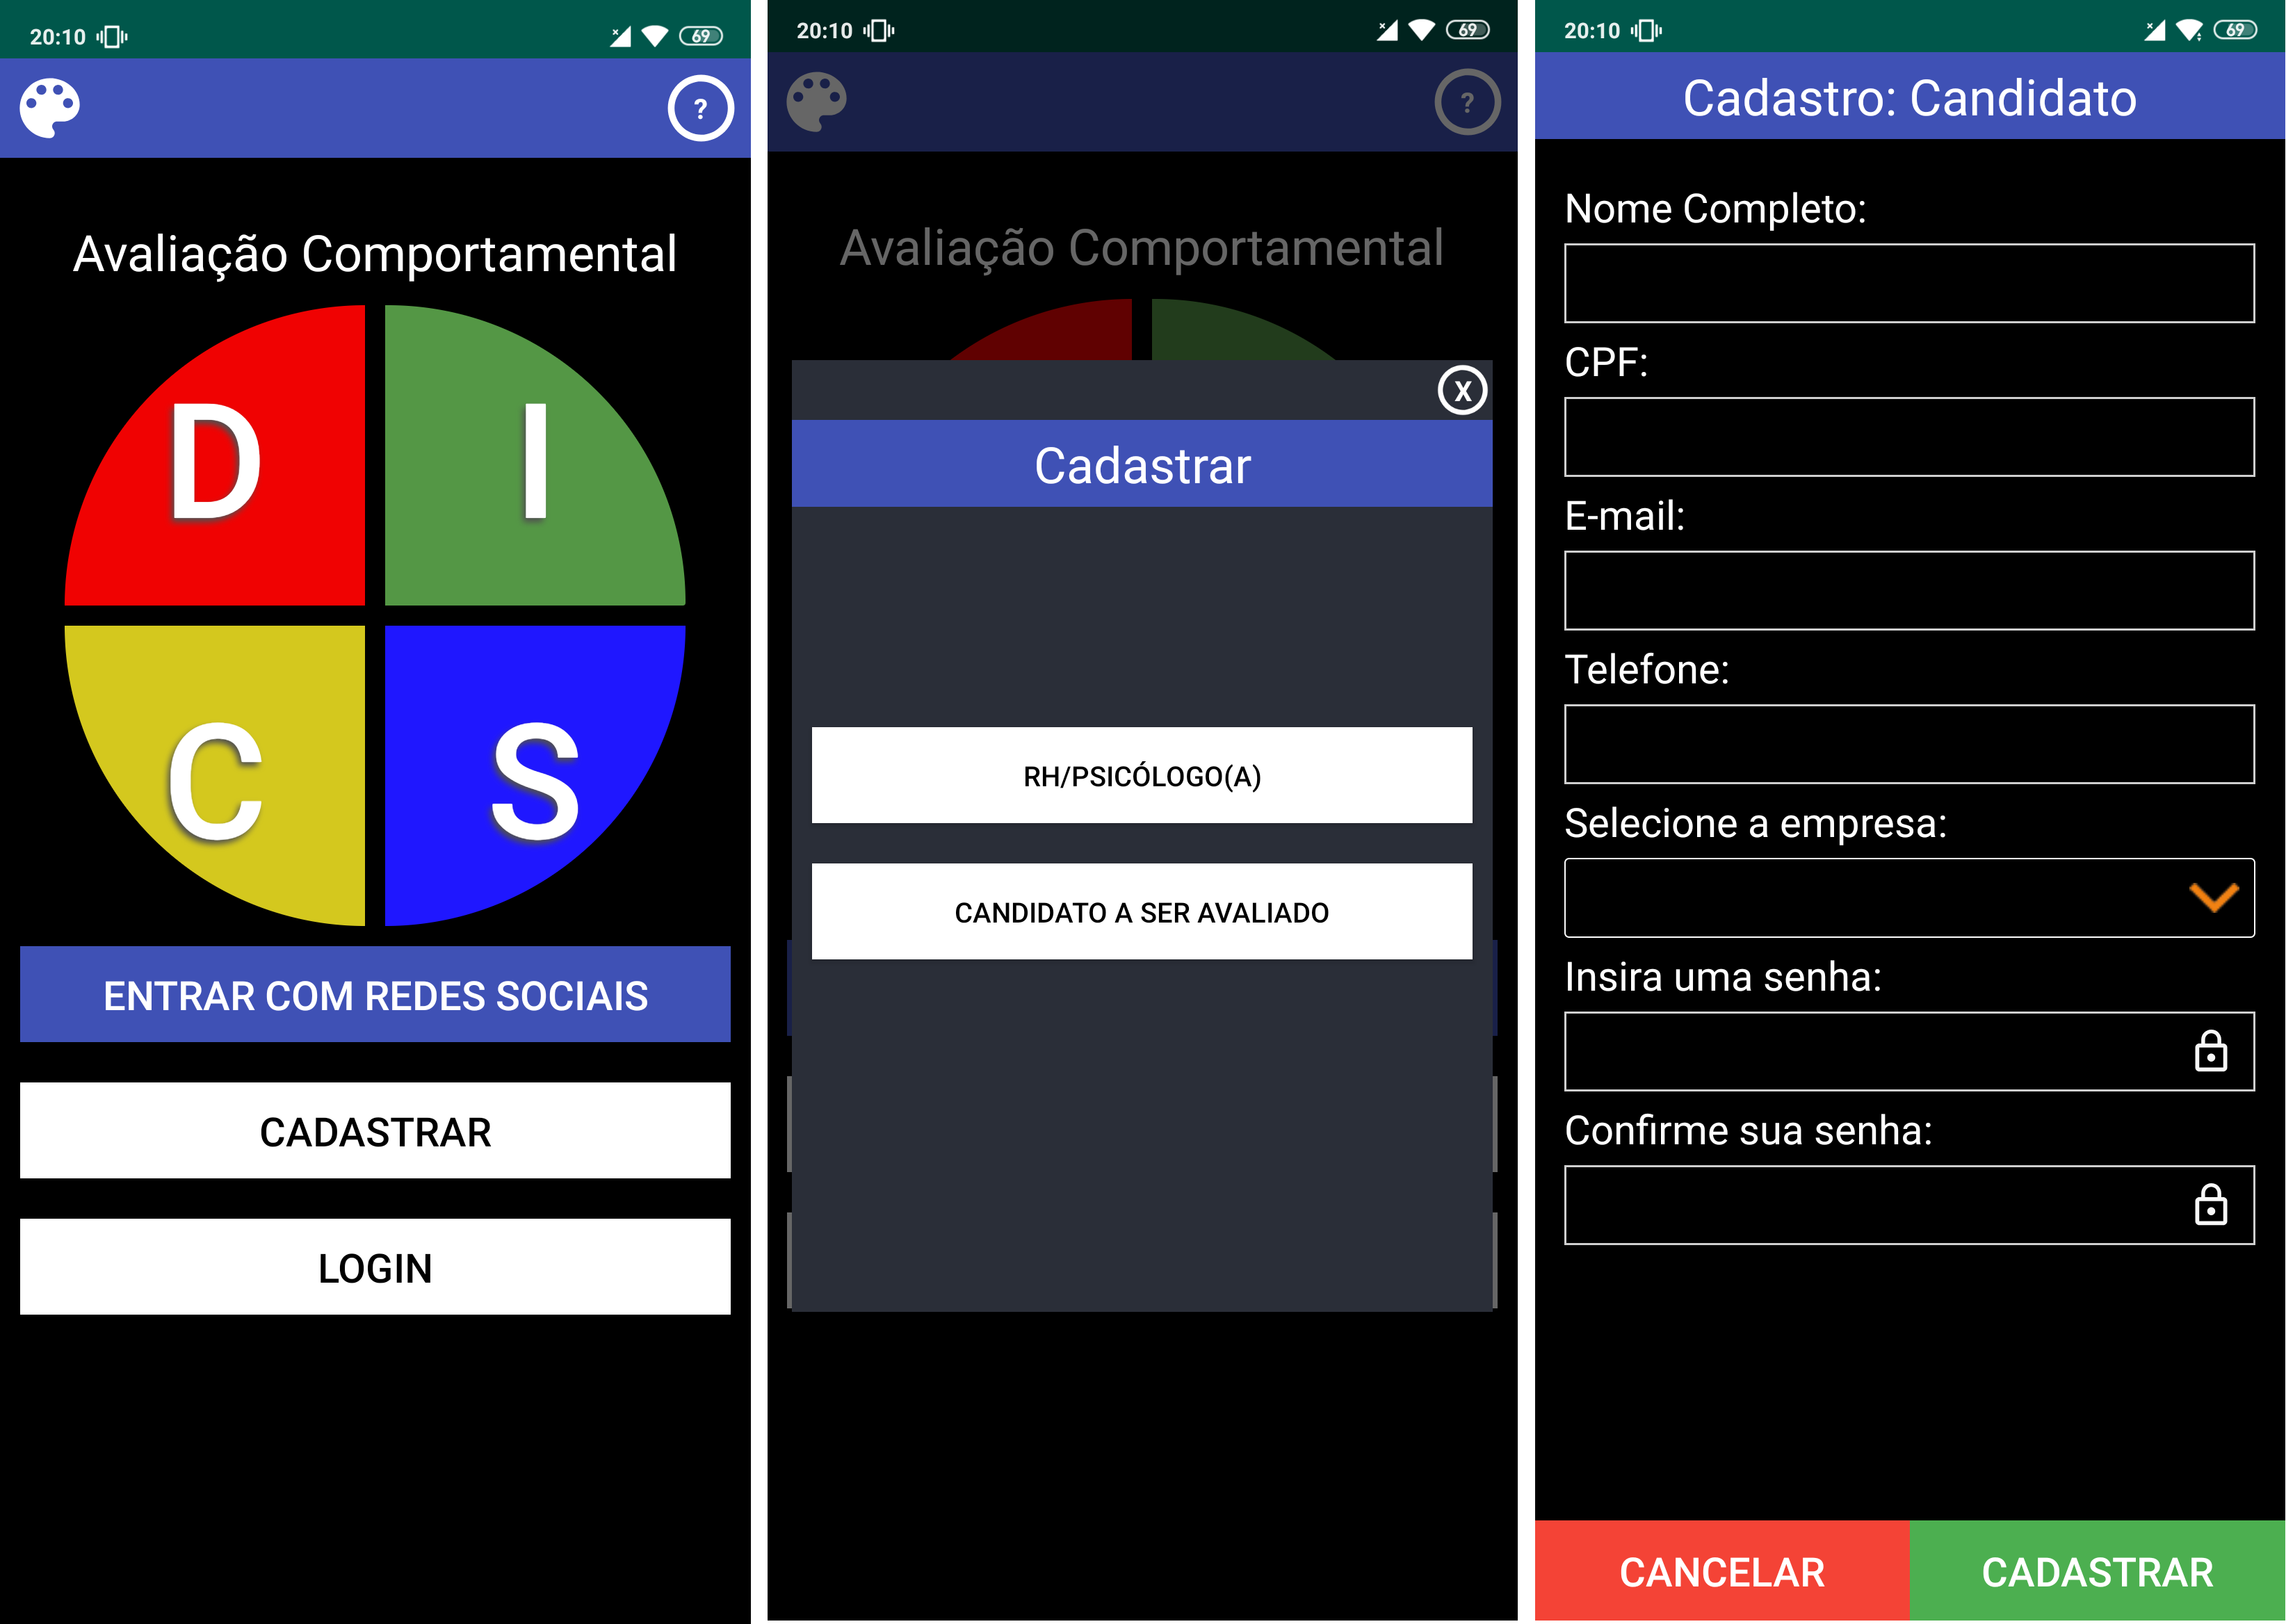 20:10
69
?
Avaliação Comportamental
D
I
C
S
ENTRAR COM REDES SOCIAIS
CADASTRAR
LOGIN
20:10
69
?
Avaliação Comportamental
X
Cadastrar
RH/PSICÓLOGO(A)
CANDIDATO A SER AVALIADO
20:10
69
Cadastro: Candidato
Nome Completo:
CPF:
E-mail:
Telefone:
Selecione a empresa:
Insira uma senha:
Confirme sua senha:
CANCELAR
CADASTRAR